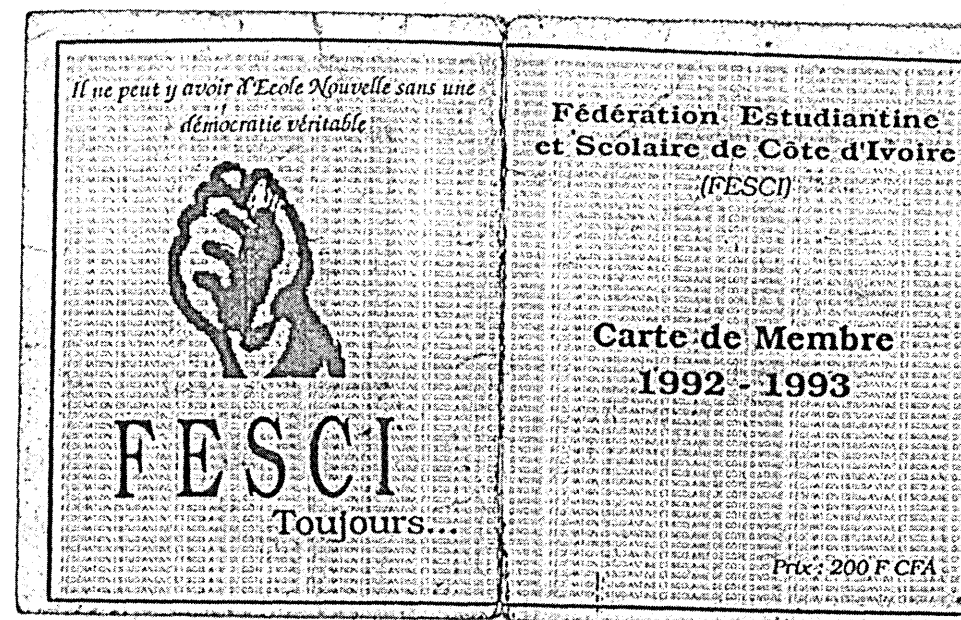 Il ne peut y avoir d'Ecole Nouvelle sans une
démocratie véritable
FESCI
Toujours...
Fédération Estudiantine
et Scolaire de Côte d'Ivoire
(FESCI)
Carte de Membre
1992 - 1993
Prix : 200 F CFA